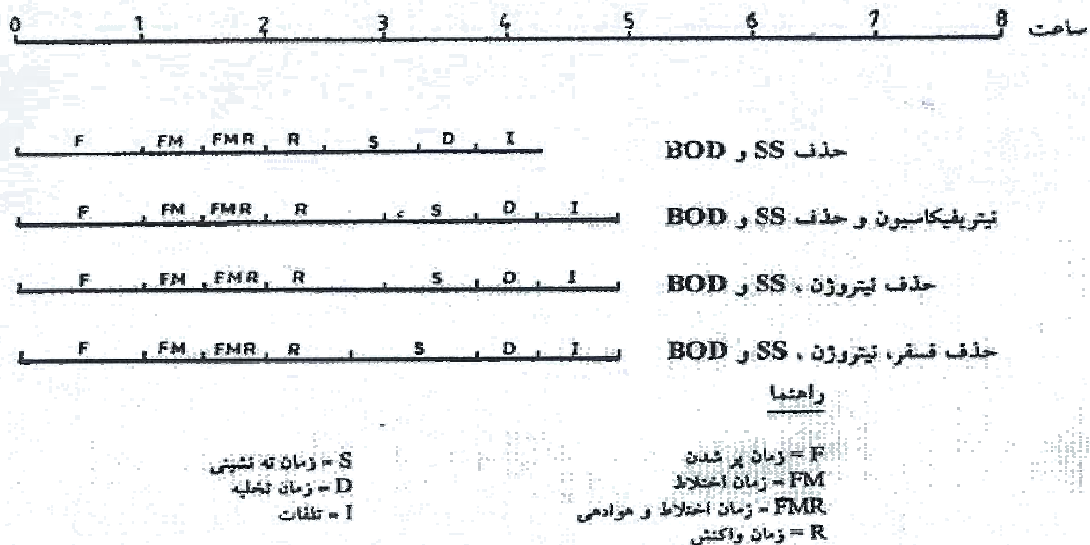 0 1 2 3 4 5 6 7 8 ساعت
F FM FMR R S D I حذف SS و BOD
F FM FMR R S D I نیتریفیکاسیون و حذف SS و BOD
F FM FMR R S D I حذف نیتروژن ، SS و BOD
F FM FMR R S D I حذف فسفر، نیتروژن ، SS و BOD
راهنما
F = زمان پر شدن
FM = زمان اختلاط
FMR = زمان اختلاط و هوادهی
R = زمان واکنش
S = زمان ته نشینی
D = زمان تخلیه
I = تلفات